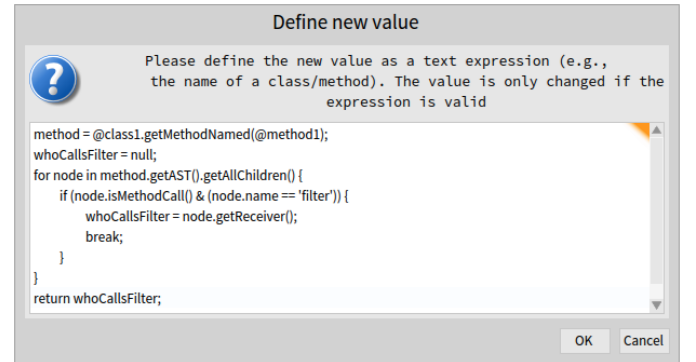 Define new value
Please define the new value as a text expression (e.g.,
the name of a class/method). The value is only changed if the
expression is valid
method = @class1.getMethodNamed(@method1);
whoCallsFilter = null;
for node in method.getAST().getAllChildren() {
if (node.isMethodCall() & (node.name == 'filter')) {
whoCallsFilter = node.getReceiver();
break;
}
}
return whoCallsFilter;
OK Cancel